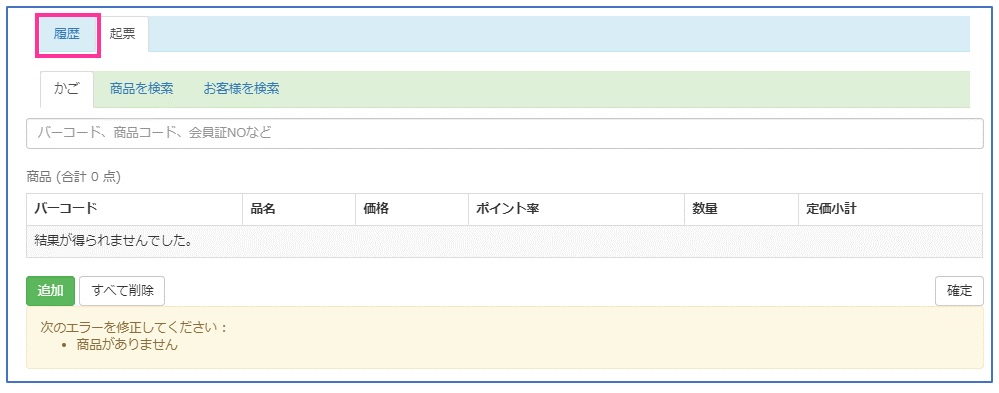 履歴 起票
かご 商品を検索 お客様を検索
バーコード、商品コード、会員証NOなど
商品 (合計 0 点)
バーコード 品名 価格 ポイント率 数量 定価小計
結果が得られませんでした。
追加 すべて削除 確定
次のエラーを修正してください：
• 商品がありません